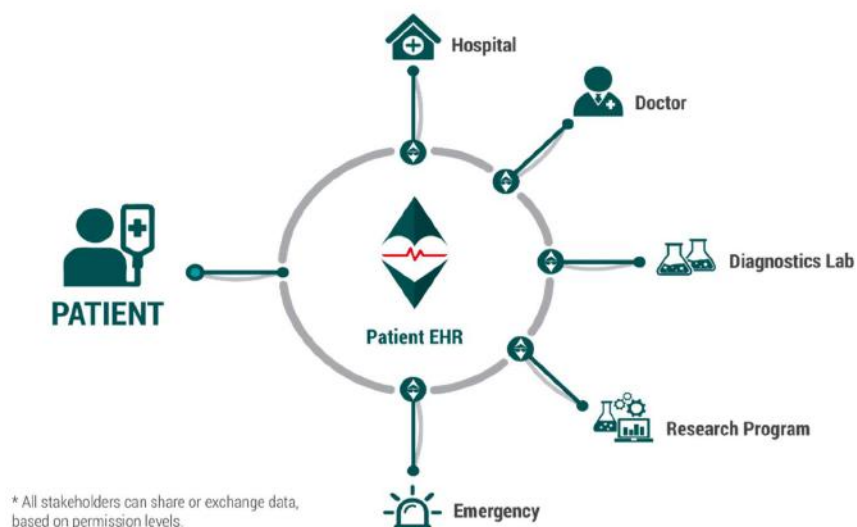 Hospital
Doctor
PATIENT
Diagnostics Lab
Patient EHR
Research Program
* All stakeholders can share or exchange data,
based on permission levels.
Emergency